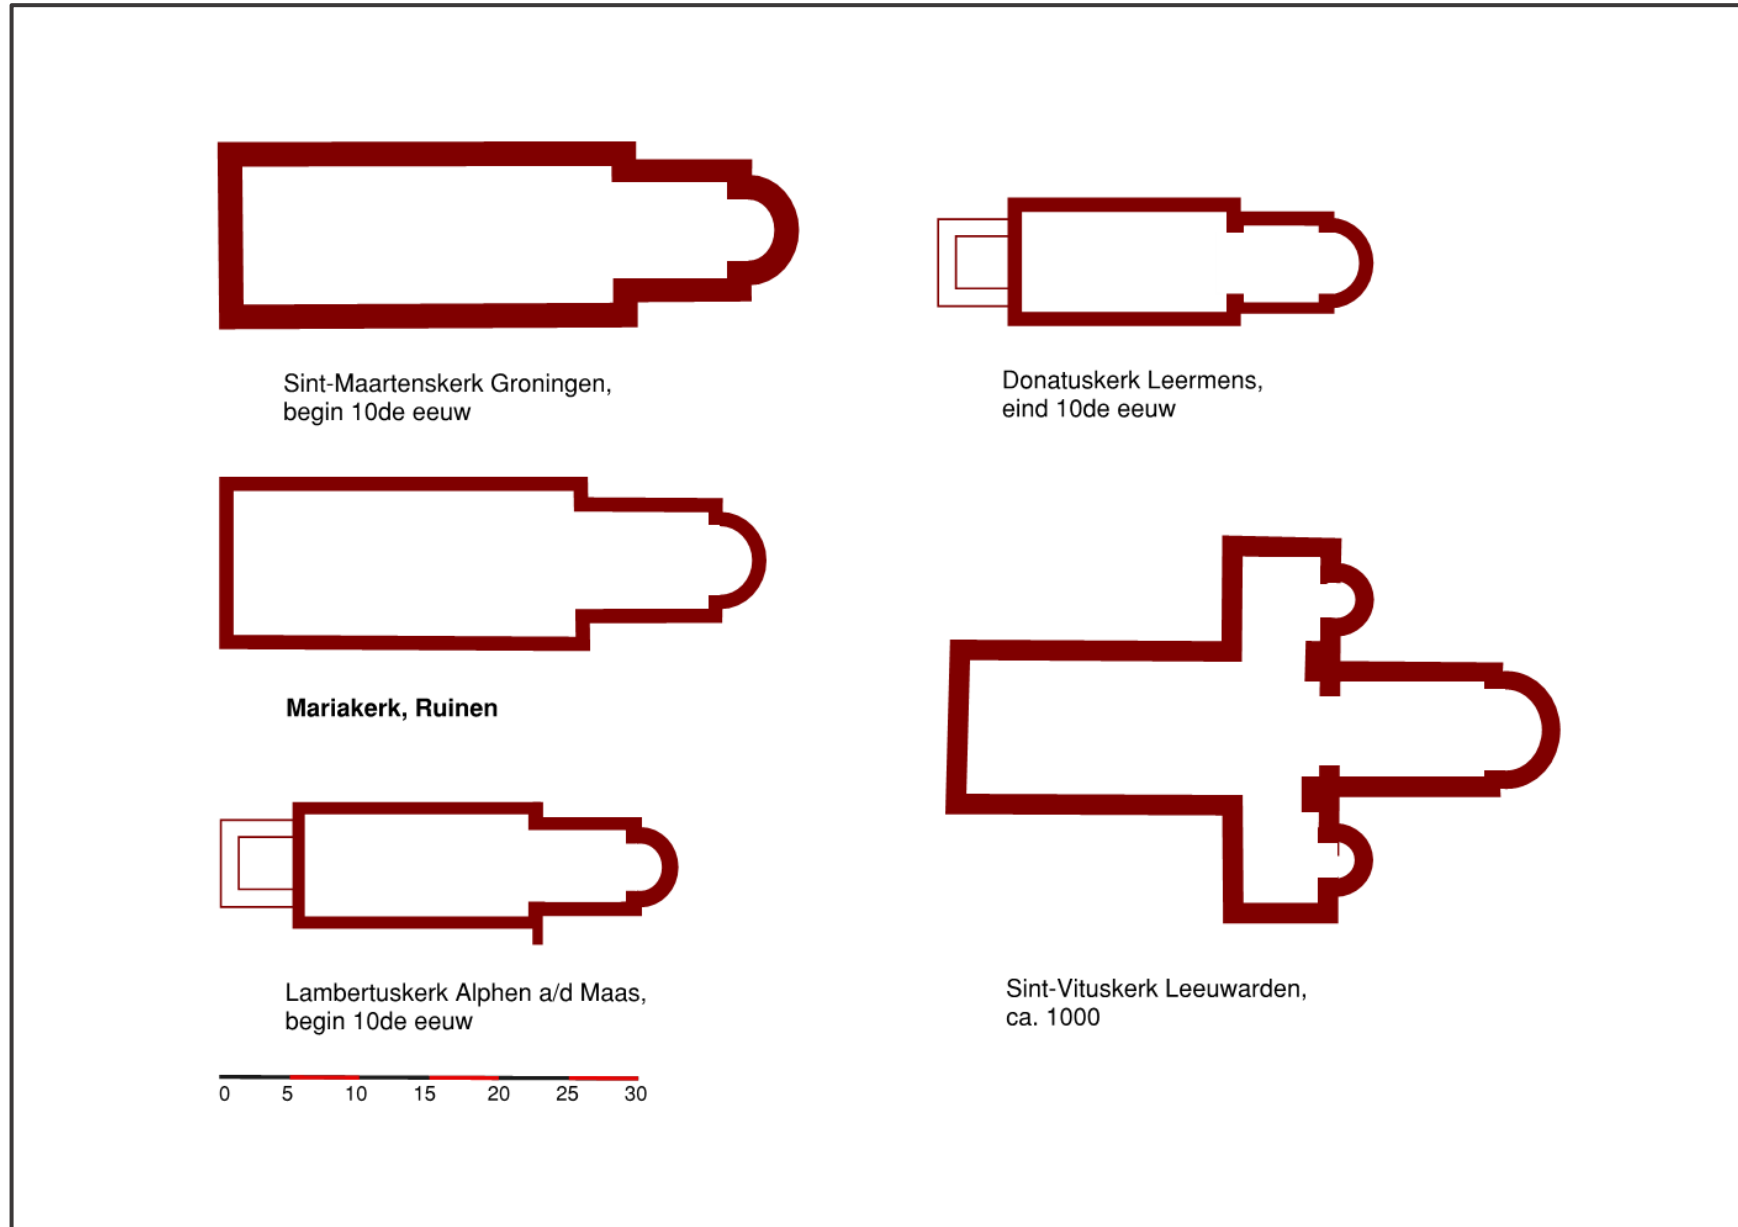 Sint-Maartenskerk Groningen,
begin 10de eeuw
Donatuskerk Leermens,
eind 10de eeuw
Mariakerk, Ruinen
Lambertuskerk Alphen a/d Maas,
begin 10de eeuw
Sint-Vituskerk Leeuwarden,
ca. 1000
0 5 10 15 20 25 30